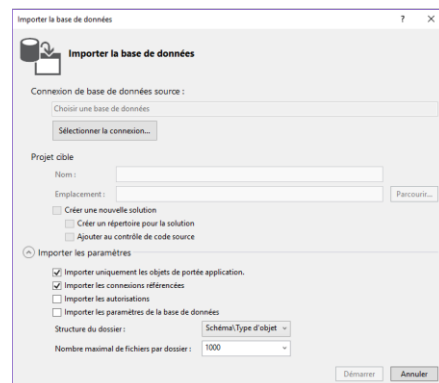 Importer la base de données
? X
Importer la base de données
Connexion de base de données source :
Choisir une base de données
Sélectionner la connexion...
Projet cible
Nom :
Emplacement :
Parcourir...
Créer une nouvelle solution
Créer un répertoire pour la solution
Ajouter au contrôle de code source
Importer les paramètres
Importer uniquement les objets de portée application.
Importer les connexions référencées
Importer les autorisations
Importer les paramètres de la base de données
Structure du dossier : Schéma\Type d'objet
Nombre maximal de fichiers par dossier : 1000
Démarrer Annuler